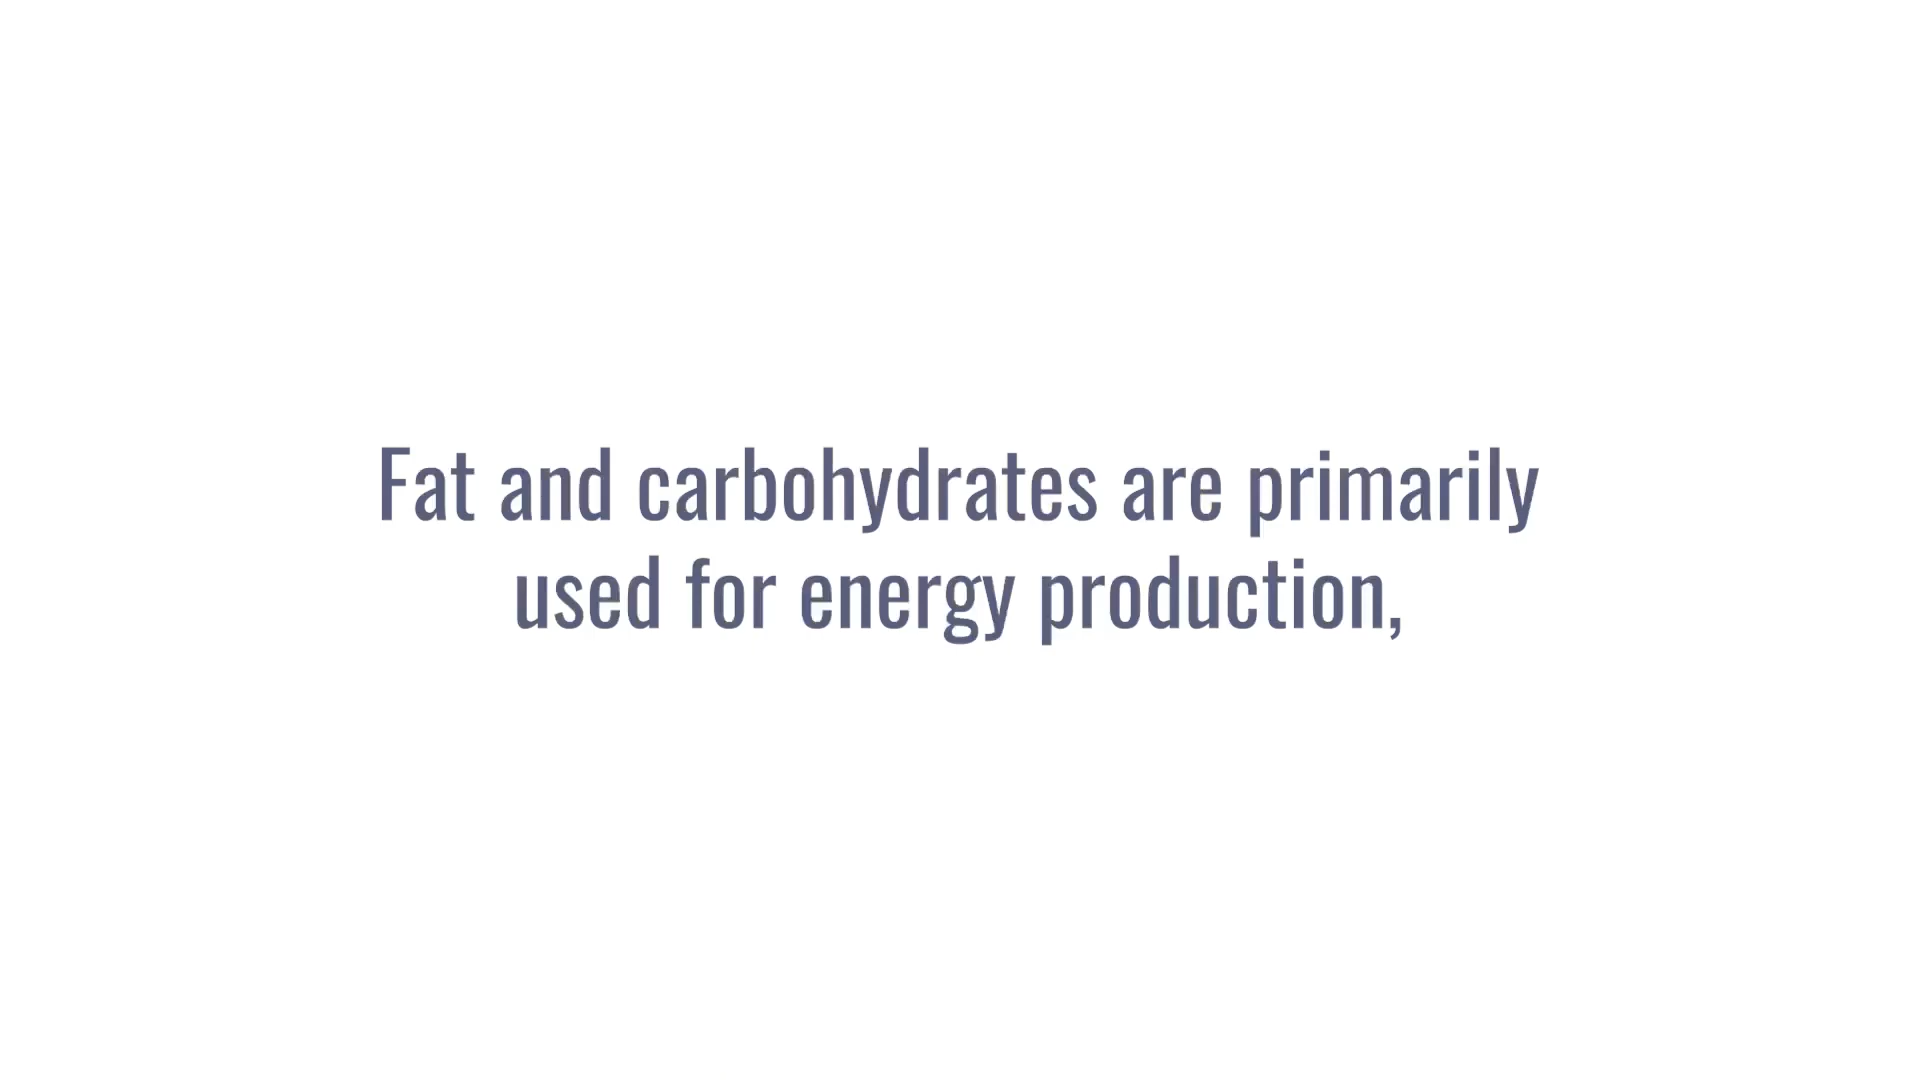 Fat and carbohydrates are primarily
used for energy production,